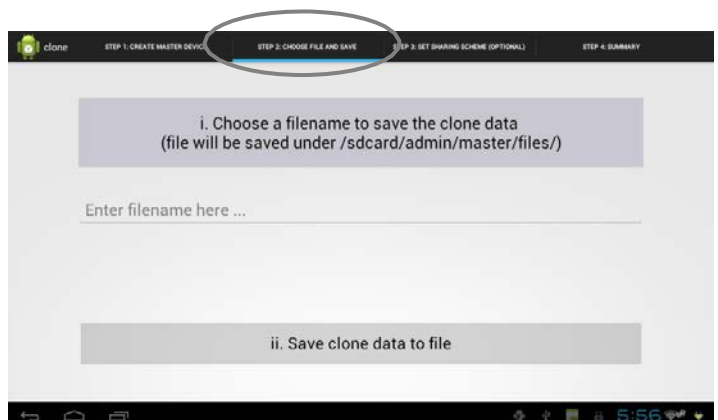 clone
STEP 1: CREATE MASTER DEVICE
STEP 2: CHOOSE FILE AND SAVE
STEP 3: SET SHARING SCHEME (OPTIONAL)
STEP 4: SUMMARY
i. Choose a filename to save the clone data
(file will be saved under /sdcard/admin/master/files/)
Enter filename here ...
ii. Save clone data to file
5:56